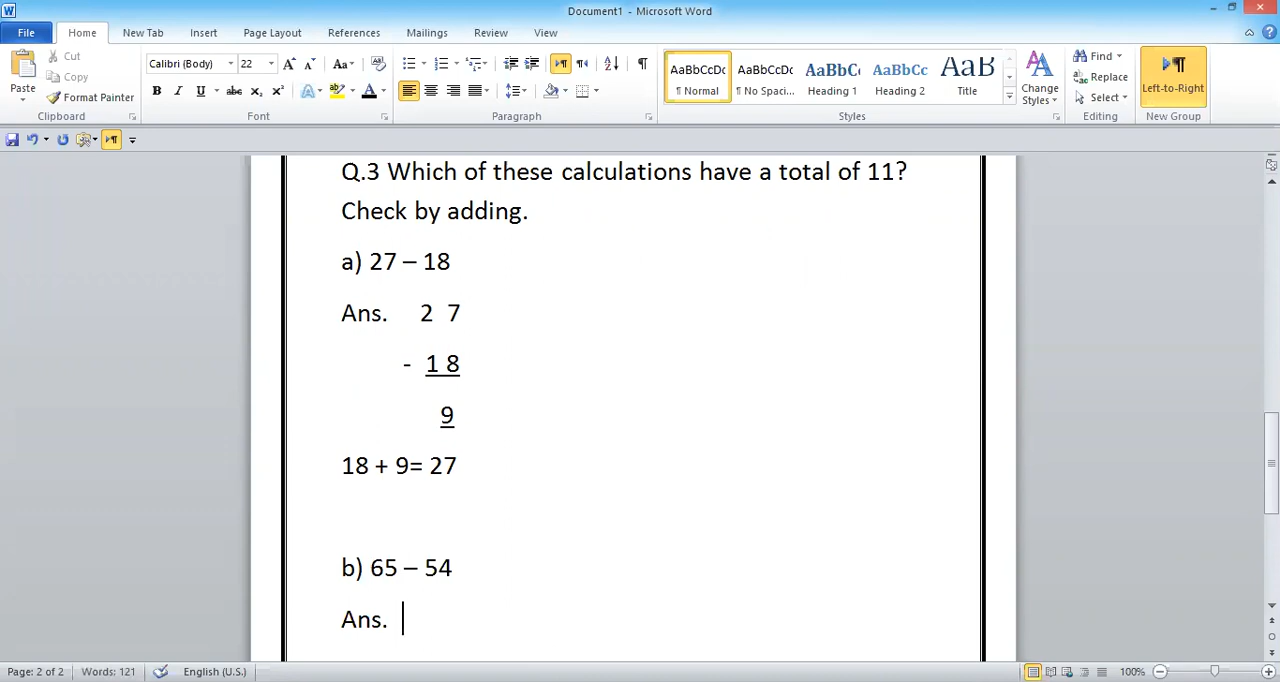 Document1 - Microsoft Word
File Home New Tab Insert Page Layout References Mailings Review View
Cut
Copy
Format Painter
Paste
Clipboard
Calibri (Body) 22
Font
Paragraph
AaBbCcDc
¶ Normal
AaBbCcDc
¶ No Spaci...
AaBbC
Heading 1
AaBbCc
Heading 2
AaB
Title
Change Styles
Styles
Find
Replace
Select
Editing
Left-to-Right
New Group
Q.3 Which of these calculations have a total of 11?
Check by adding.
a) 27 – 18
Ans. 2 7
- 1 8
9
18 + 9= 27
b) 65 – 54
Ans.
Page: 2 of 2 Words: 121 English (U.S.) 100%